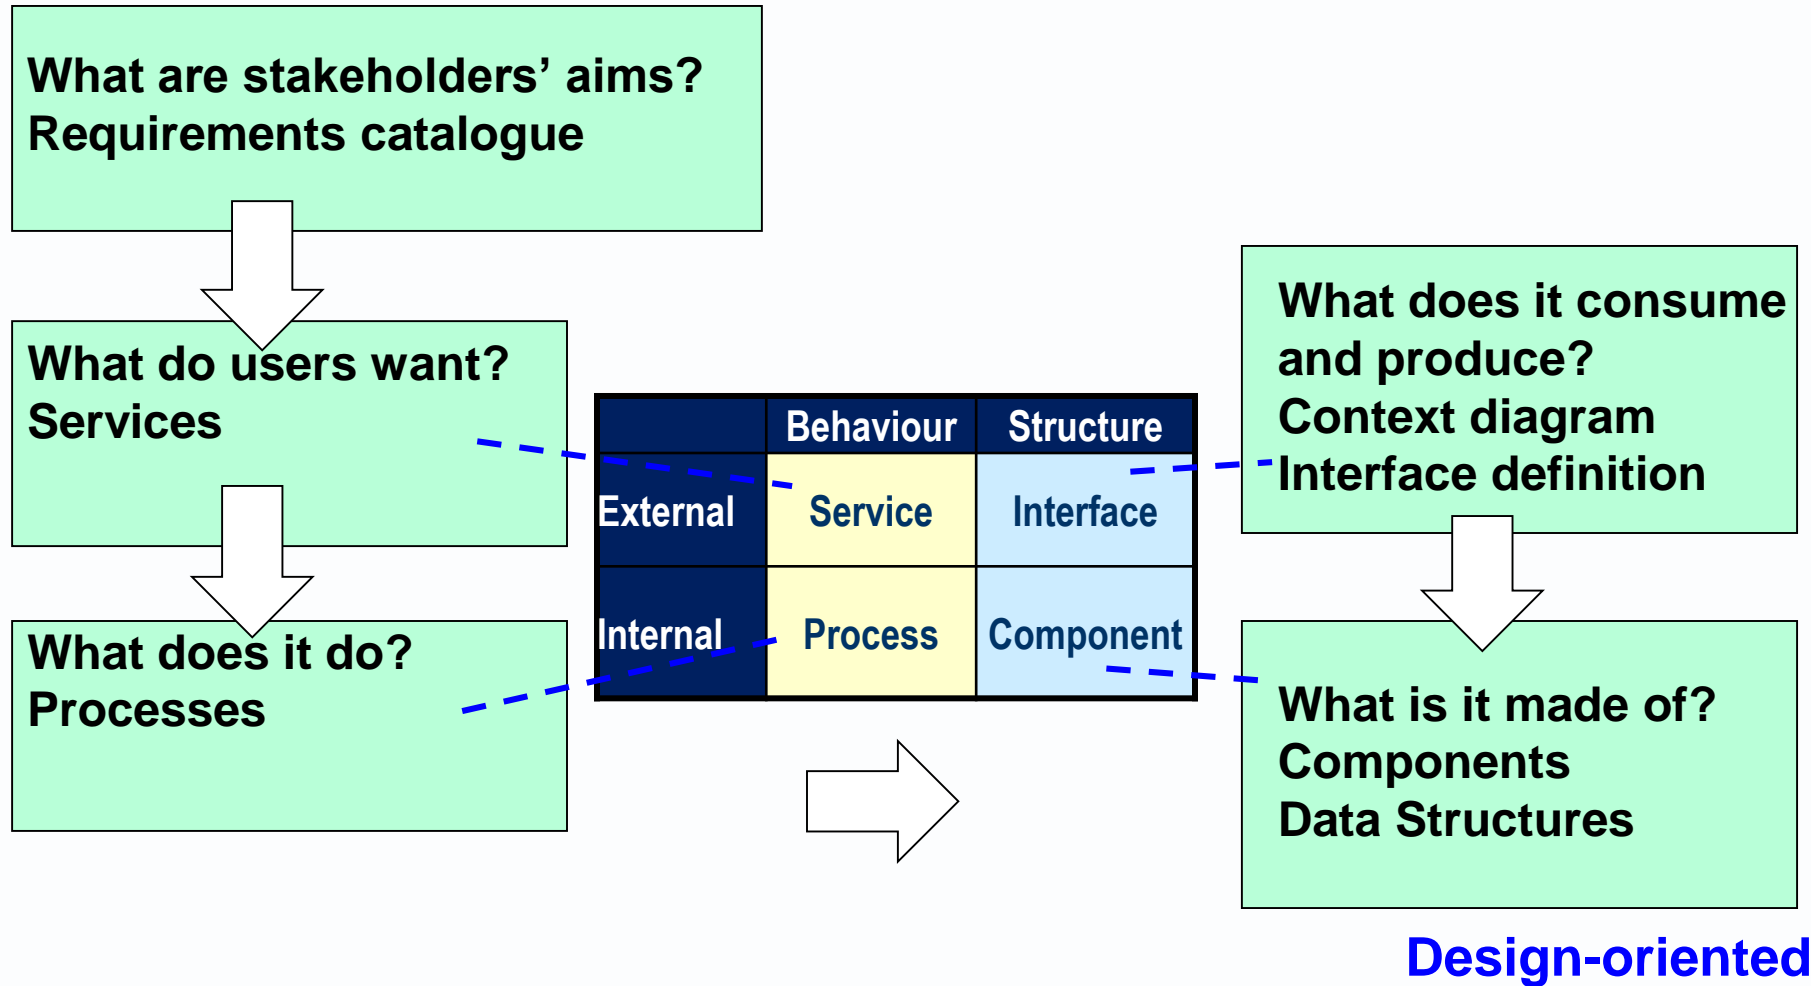 What are stakeholders’ aims?
Requirements catalogue
What do users want?
Services
What does it do?
Processes
Behaviour Structure
External Service Interface
Internal Process Component
What does it consume
and produce?
Context diagram
Interface definition
What is it made of?
Components
Data Structures
Design-oriented